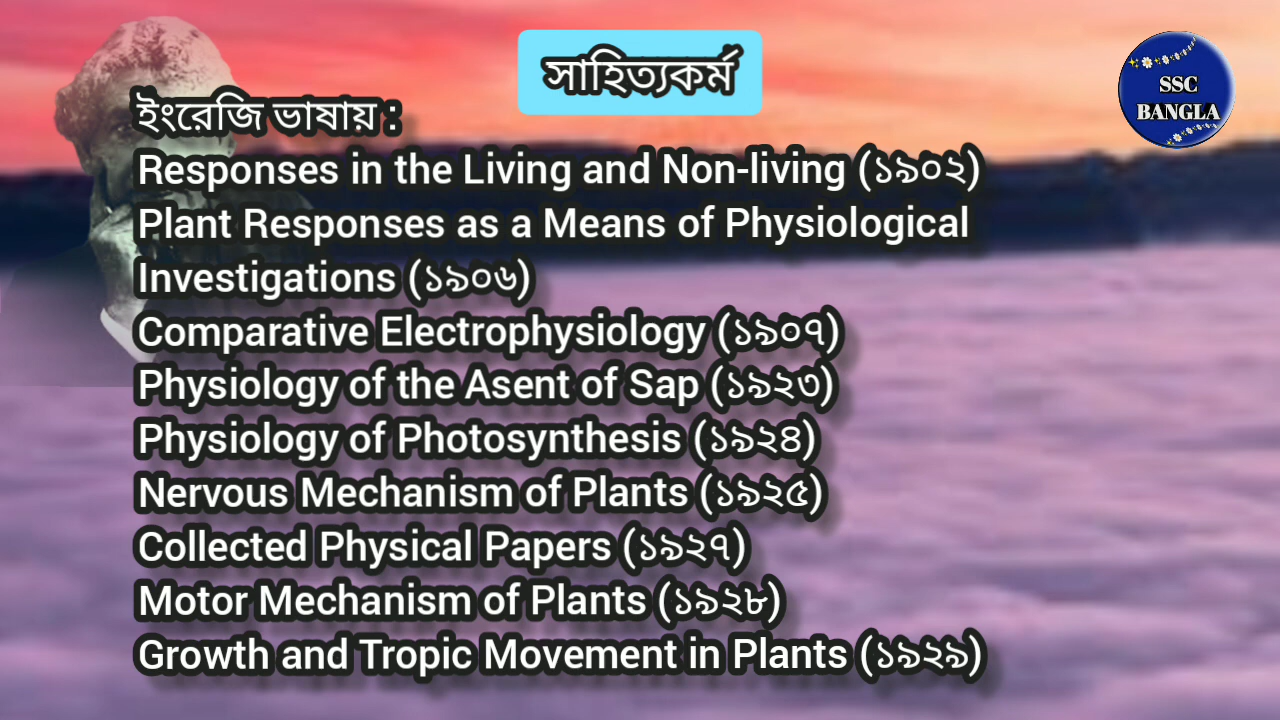 সাহিত্যকর্ম
SSC
BANGLA
ইংরেজি ভাষায় :
Responses in the Living and Non-living (১৯০২)
Plant Responses as a Means of Physiological
Investigations (১৯০৬)
Comparative Electrophysiology (১৯০৭)
Physiology of the Asent of Sap (১৯২৩)
Physiology of Photosynthesis (১৯২৪)
Nervous Mechanism of Plants (১৯২৫)
Collected Physical Papers (১৯২৭)
Motor Mechanism of Plants (১৯২৮)
Growth and Tropic Movement in Plants (১৯২৯)